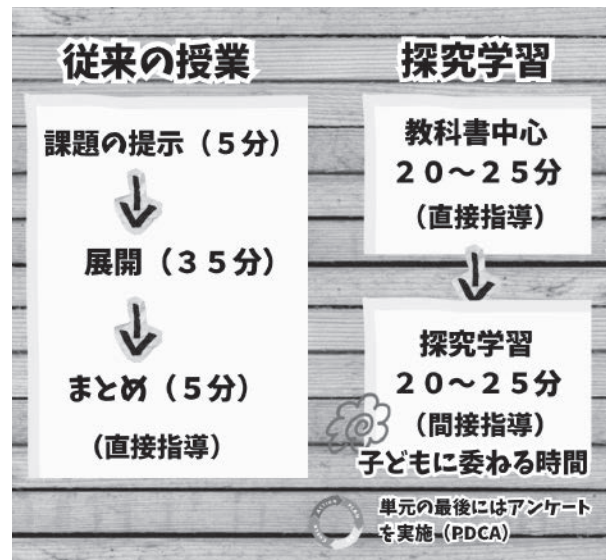 従来の授業
課題の提示(5分)
展開(35分)
まとめ(5分)
(直接指導)
探究学習
教科書中心
20~25分
(直接指導)
探究学習
20~25分
(間接指導)
子どもに委ねる時間
単元の最後にはアンケート
を実施(PDCA)